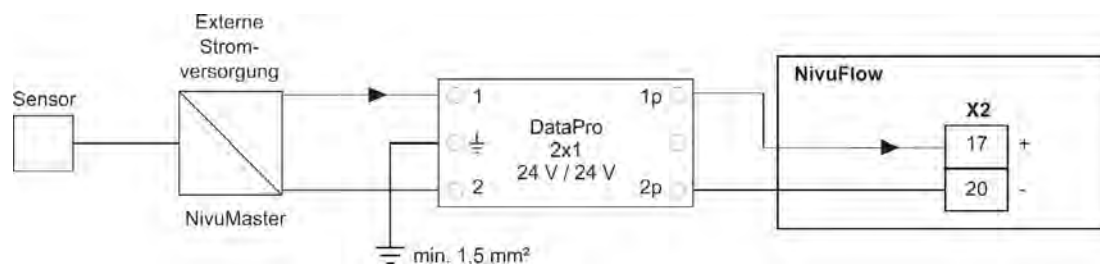 Externe
Strom-
versorgung
Sensor
NivuMaster
1
1p
DataPro
2x1
24 V / 24 V
2
2p
min. 1,5 mm²
NivuFlow
X2
17 +
20 -